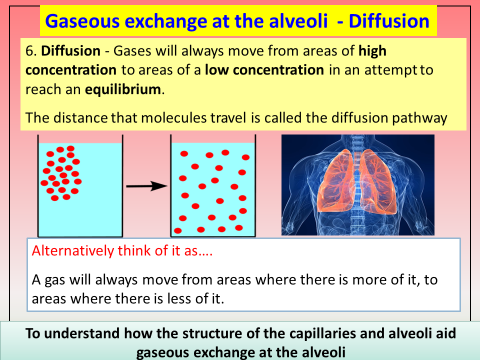 Gaseous exchange at the alveoli - Diffusion
6. Diffusion - Gases will always move from areas of high
concentration to areas of a low concentration in an attempt to
reach an equilibrium.
The distance that molecules travel is called the diffusion pathway
Alternatively think of it as....
A gas will always move from areas where there is more of it, to
areas where there is less of it.
To understand how the structure of the capillaries and alveoli aid
gaseous exchange at the alveoli